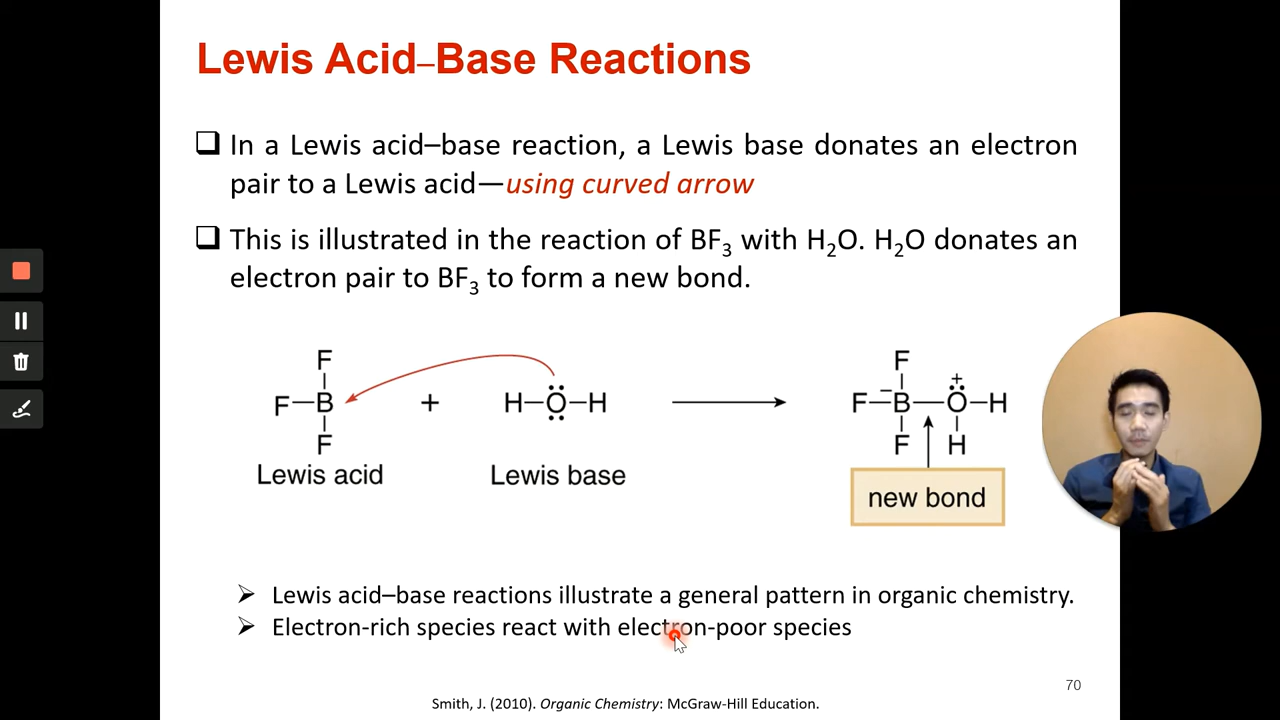 Lewis Acid–Base Reactions
❑ In a Lewis acid–base reaction, a Lewis base donates an electron
pair to a Lewis acid—using curved arrow
❑ This is illustrated in the reaction of BF₃ with H₂O. H₂O donates an
electron pair to BF₃ to form a new bond.
F F +
F–B + H–Ö–H F–B–Ö–H
F F H
Lewis acid Lewis base
new bond
➢ Lewis acid–base reactions illustrate a general pattern in organic chemistry.
➢ Electron-rich species react with electron-poor species
70
Smith, J. (2010). Organic Chemistry: McGraw-Hill Education.